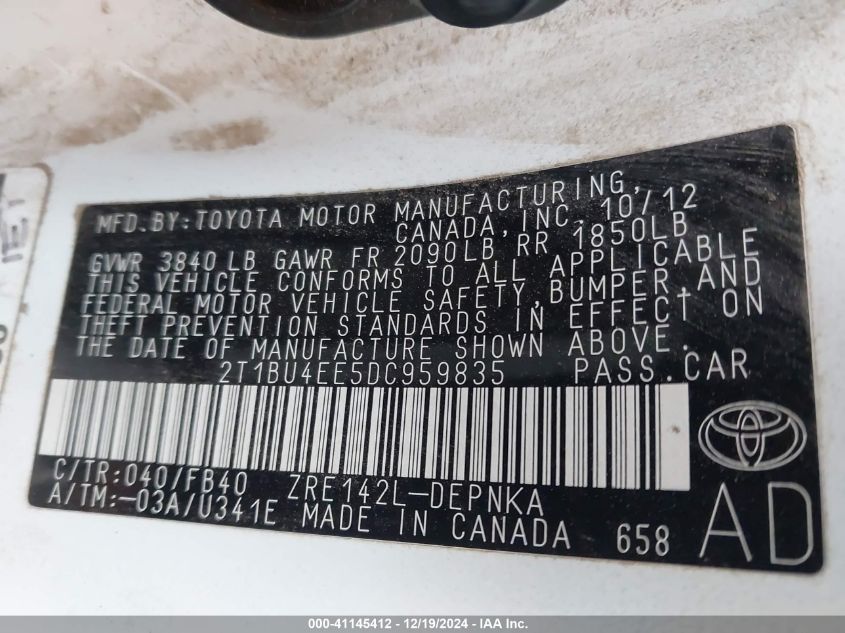 MFD.BY:TOYOTA MOTOR MANUFACTURING,
CANADA,INC. 10/12
GVWR 3840 LB GAWR FR 2090LB RR 1850LB
THIS VEHICLE CONFORMS TO ALL APPLICABLE
FEDERAL MOTOR VEHICLE SAFETY,BUMPER,AND
THEFT PREVENTION STANDARDS IN EFFECT ON
THE DATE OF MANUFACTURE SHOWN ABOVE.
2T1BU4EE5DC959835 PASS.CAR
C/TR:040/FB40 ZRE142L-DEPNKA
A/TM:-03A/U341E MADE IN CANADA 658
AD
000-41145412 - 12/19/2024 - IAA Inc.